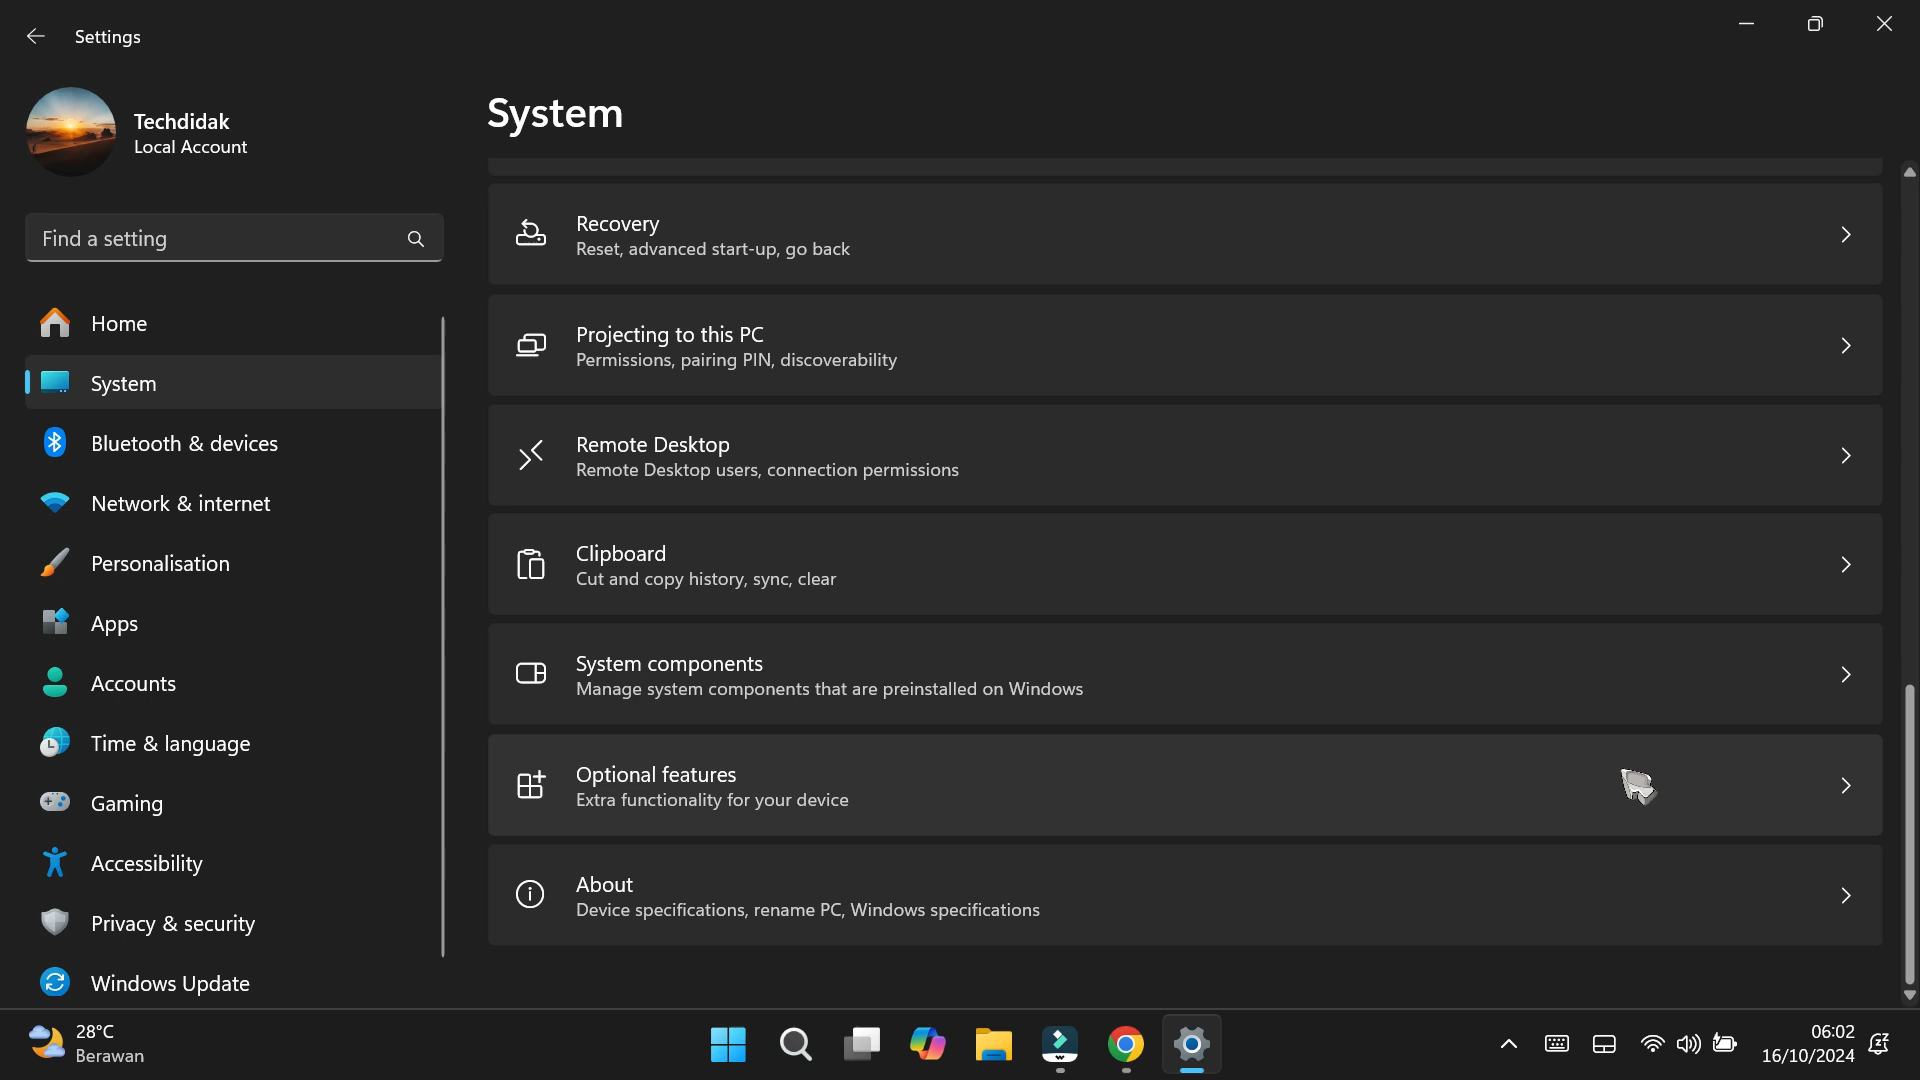 Settings
Techdidak
Local Account
Find a setting
Home
System
Bluetooth & devices
Network & internet
Personalisation
Apps
Accounts
Time & language
Gaming
Accessibility
Privacy & security
Windows Update
System
Recovery
Reset, advanced start-up, go back
Projecting to this PC
Permissions, pairing PIN, discoverability
Remote Desktop
Remote Desktop users, connection permissions
Clipboard
Cut and copy history, sync, clear
System components
Manage system components that are preinstalled on Windows
Optional features
Extra functionality for your device
About
Device specifications, rename PC, Windows specifications
28°C
Berawan
06:02
16/10/2024